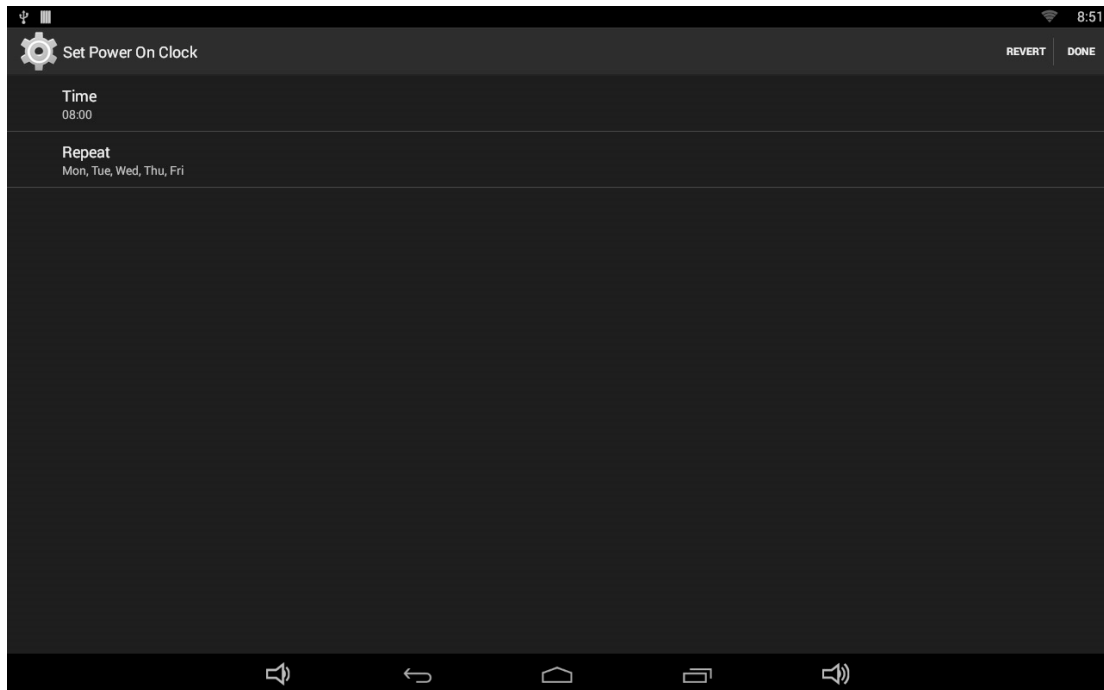 8:51
Set Power On Clock
REVERT
DONE
Time
08:00
Repeat
Mon, Tue, Wed, Thu, Fri